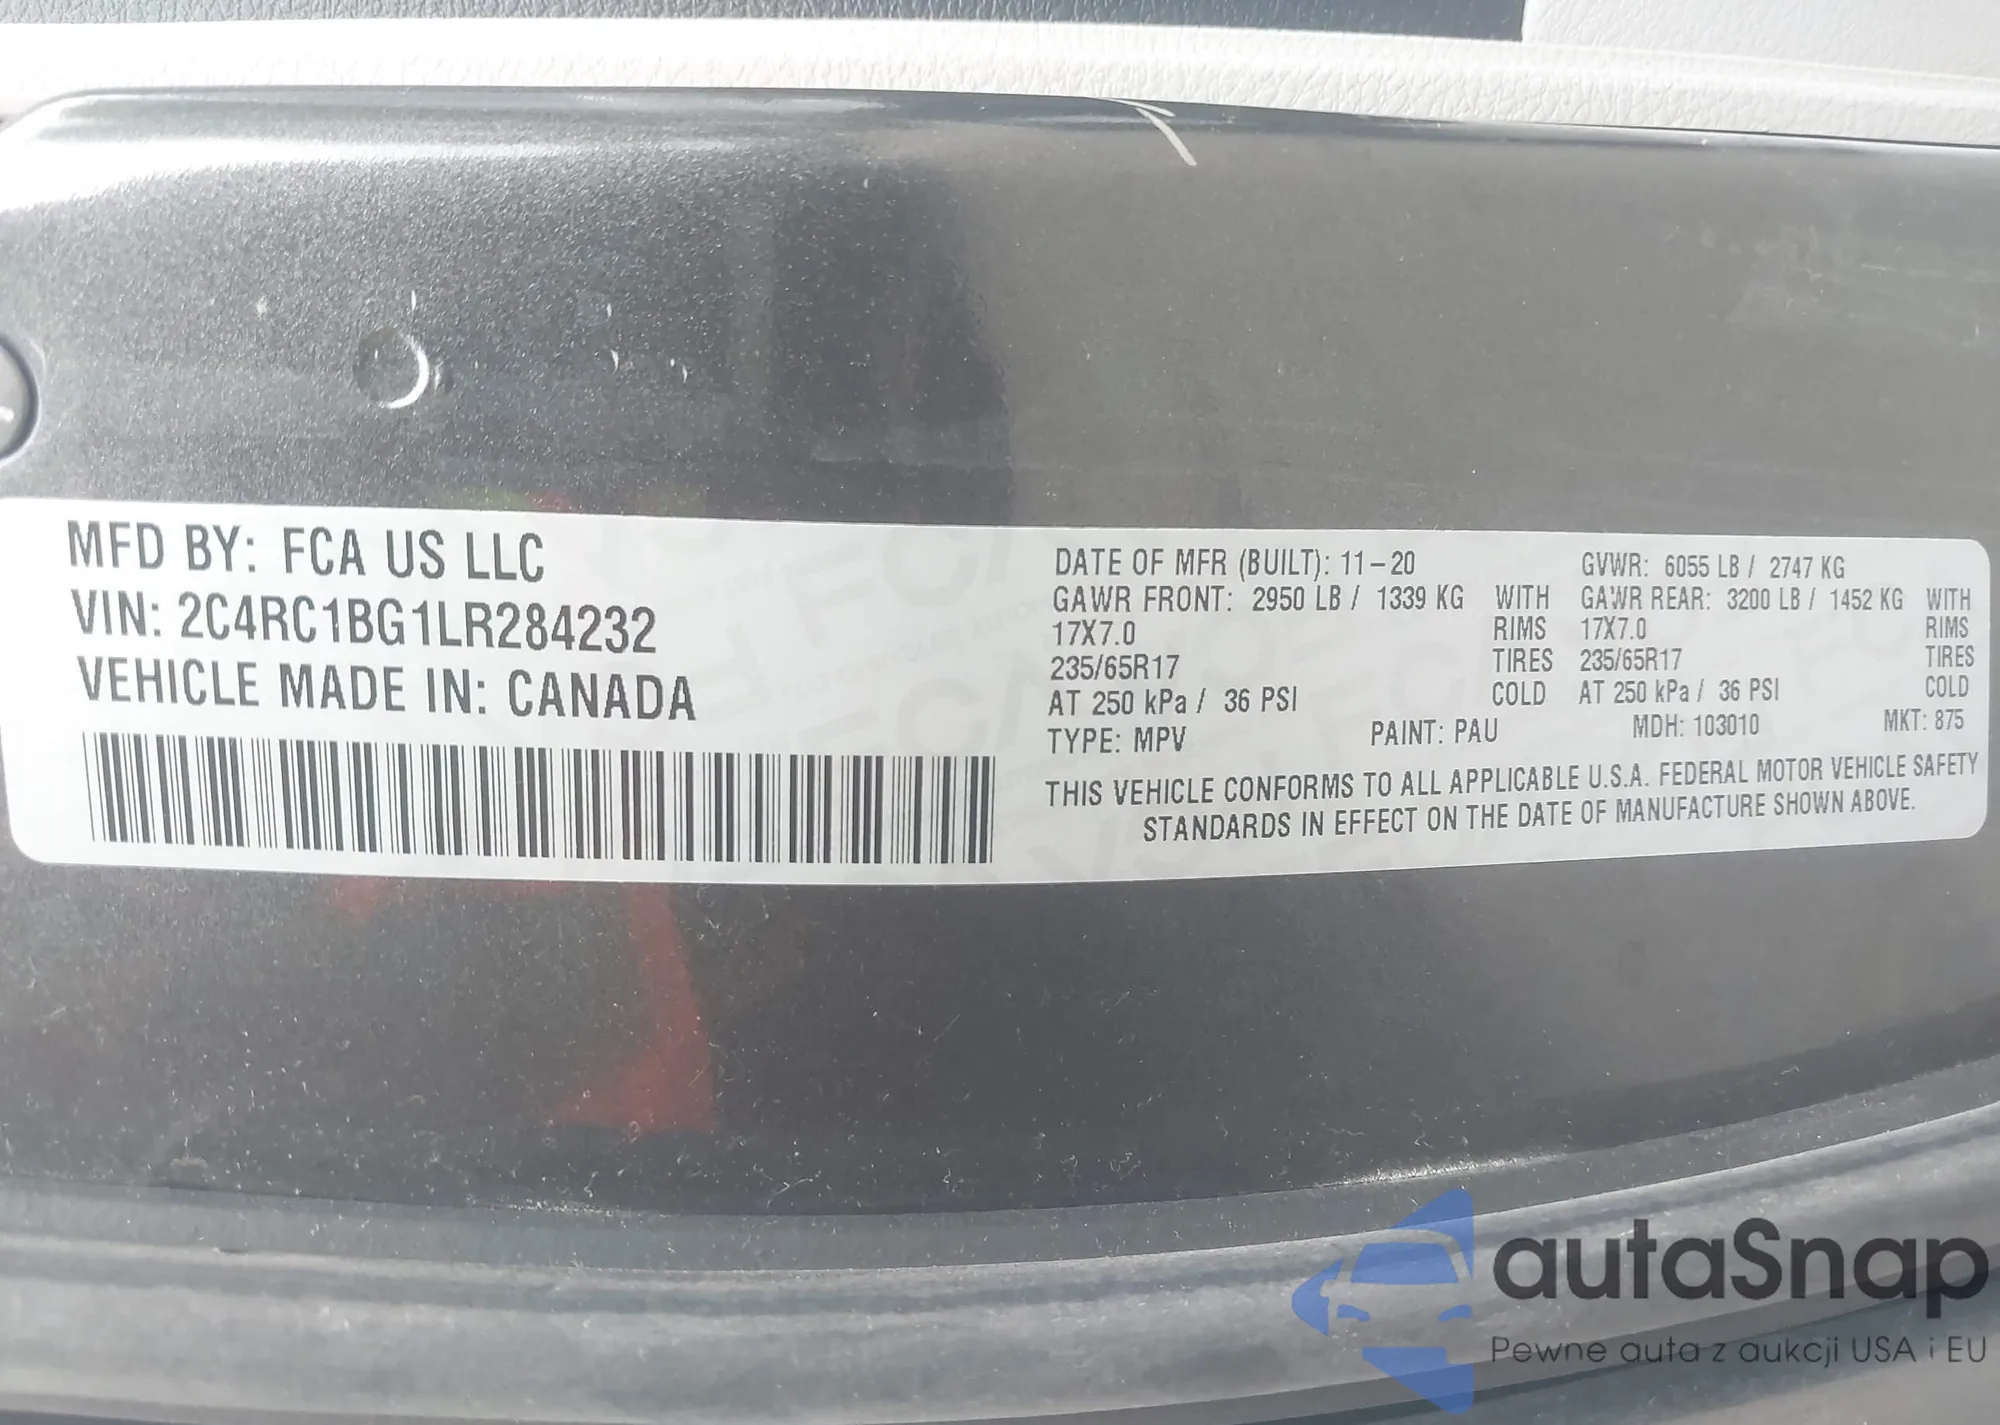 MFD BY: FCA US LLC
VIN: 2C4RC1BG1LR284232
VEHICLE MADE IN: CANADA
DATE OF MFR (BUILT): 11-20 GVWR: 6055 LB / 2747 KG
GAWR FRONT: 2950 LB / 1339 KG WITH GAWR REAR: 3200 LB / 1452 KG WITH
17X7.0 RIMS 17X7.0 RIMS
235/65R17 TIRES 235/65R17 TIRES
AT 250 kPa / 36 PSI COLD AT 250 kPa / 36 PSI COLD
TYPE: MPV PAINT: PAU MDH: 103010 MKT: 875
THIS VEHICLE CONFORMS TO ALL APPLICABLE U.S.A. FEDERAL MOTOR VEHICLE SAFETY
STANDARDS IN EFFECT ON THE DATE OF MANUFACTURE SHOWN ABOVE.
autaSnap
Pewne auta z aukcji USA i EU